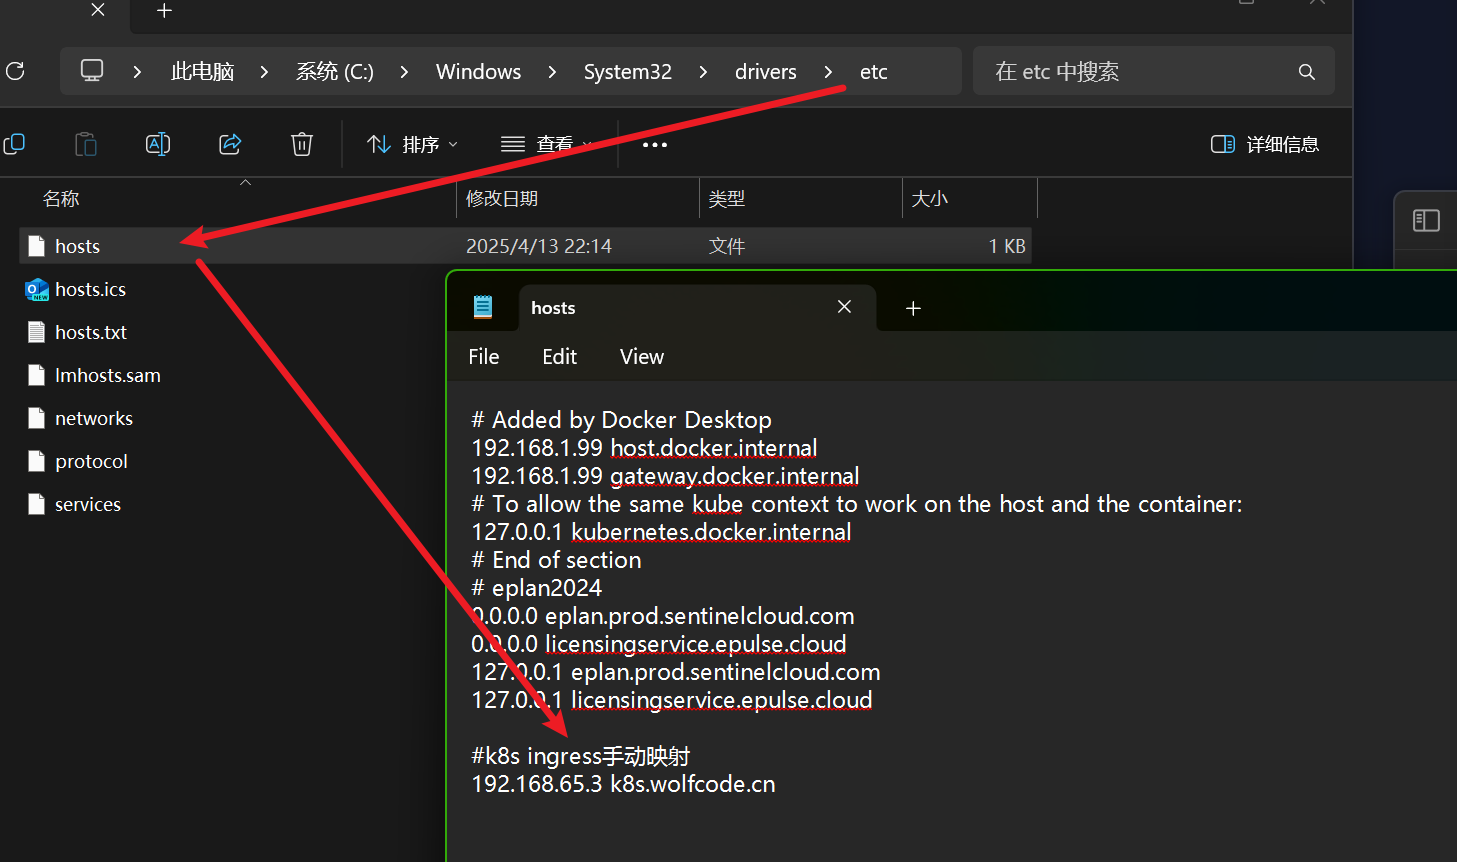 此电脑 系统 (C:) Windows System32 drivers etc
在 etc 中搜索
排序 查看 详细信息
名称 修改日期 类型 大小
hosts 2025/4/13 22:14 文件 1 KB
hosts.ics
hosts.txt
lmhosts.sam
networks
protocol
services
hosts
File Edit View
# Added by Docker Desktop
192.168.1.99 host.docker.internal
192.168.1.99 gateway.docker.internal
# To allow the same kube context to work on the host and the container:
127.0.0.1 kubernetes.docker.internal
# End of section
# eplan2024
0.0.0.0 eplan.prod.sentinelcloud.com
0.0.0.0 licensingservice.epulse.cloud
127.0.0.1 eplan.prod.sentinelcloud.com
127.0.0.1 licensingservice.epulse.cloud
#k8s ingress手动映射
192.168.65.3 k8s.wolfcode.cn